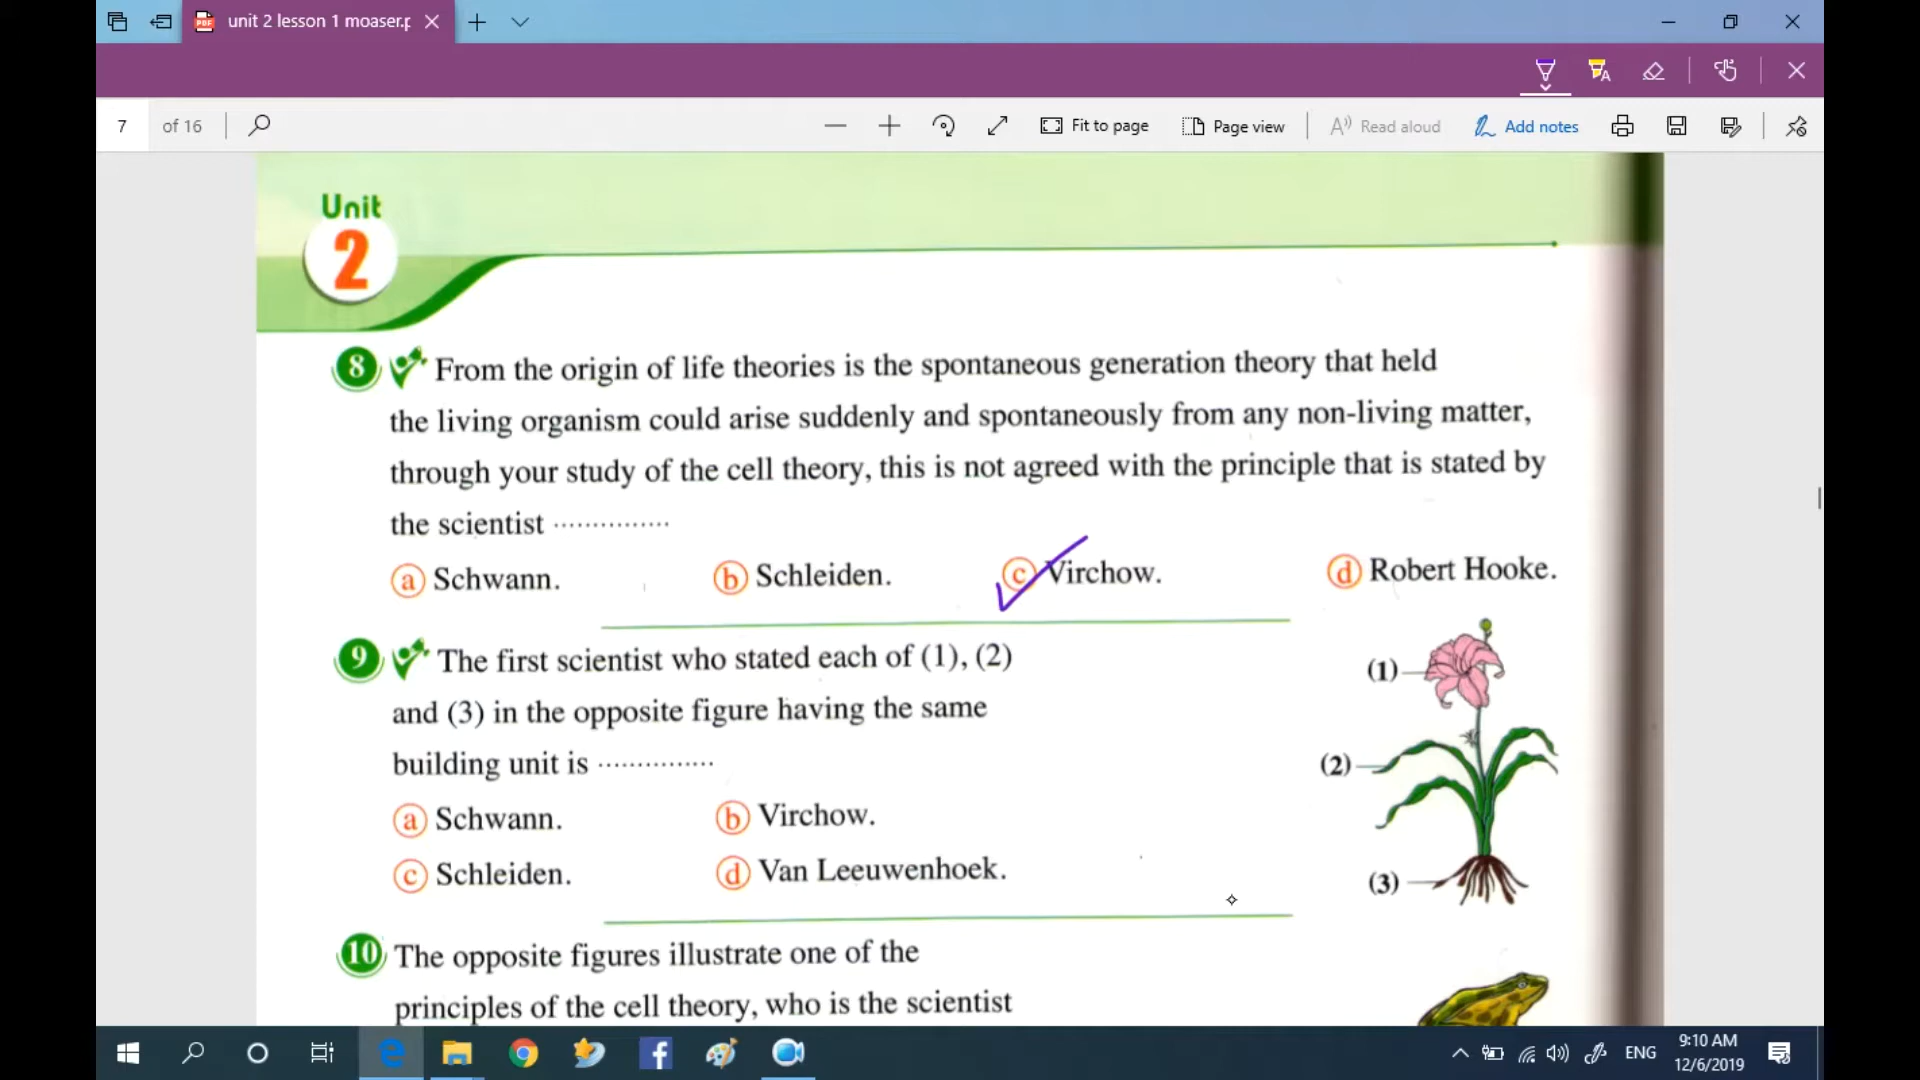 unit 2 lesson 1 moaser.p
7 of 16
Fit to page
Page view
Read aloud
Add notes
Unit
2
8 From the origin of life theories is the spontaneous generation theory that held
the living organism could arise suddenly and spontaneously from any non-living matter,
through your study of the cell theory, this is not agreed with the principle that is stated by
the scientist ...............
a Schwann. b Schleiden. c Virchow. d Robert Hooke.
9 The first scientist who stated each of (1), (2)
and (3) in the opposite figure having the same
building unit is ...............
a Schwann. b Virchow.
c Schleiden. d Van Leeuwenhoek.
(1)
(2)
(3)
10 The opposite figures illustrate one of the
principles of the cell theory, who is the scientist
ENG
9:10 AM
12/6/2019